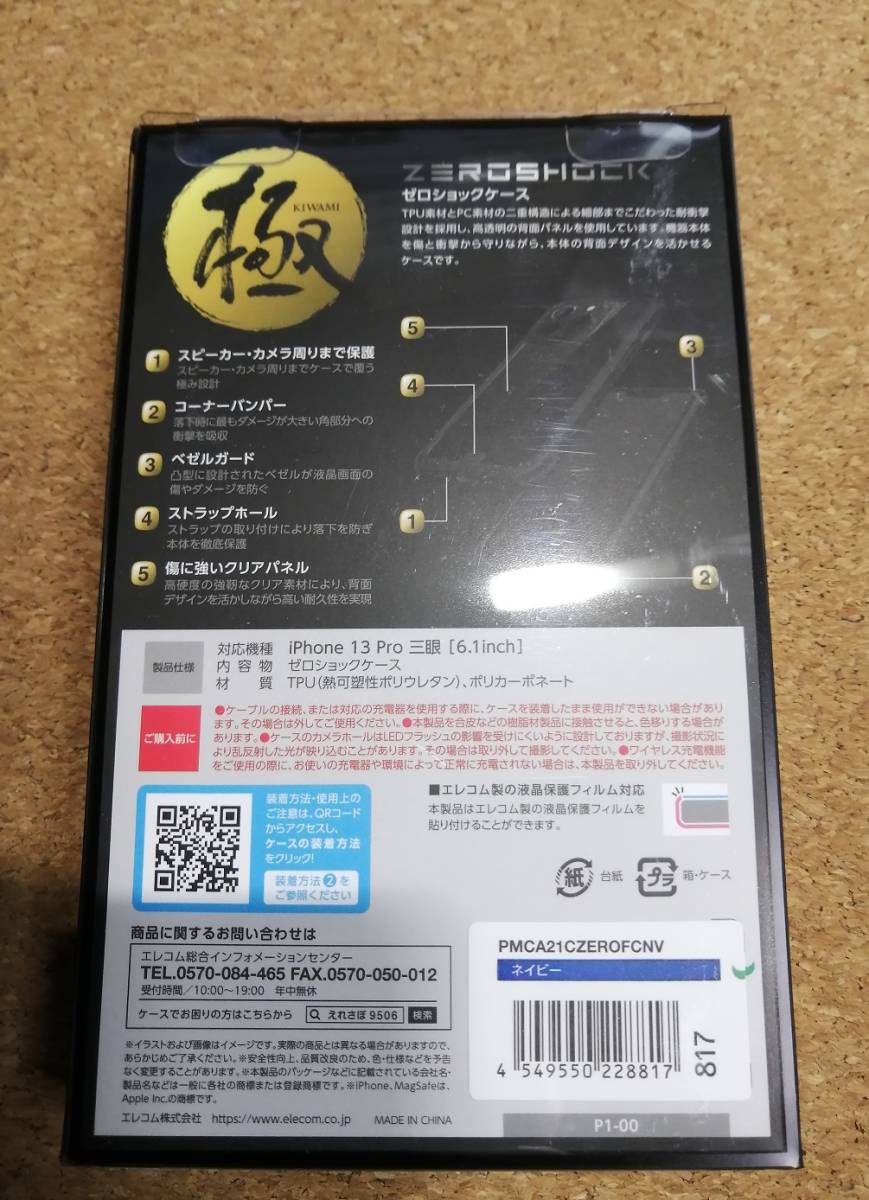 極
KIWAMI
ZEROSHOCK
ゼロショックケース
TPU素材とPC素材の二重構造による細部までこだわった耐衝撃
設計を採用し、高透明の背面パネルを使用しています。機器本体
を傷と衝撃から守りながら、本体の背面デザインを活かせる
ケースです。
1 スピーカー・カメラ周りまで保護
スピーカー・カメラ周りまでケースで覆う
極み設計
2 コーナーバンパー
落下時に最もダメージが大きい角部分への
衝撃を吸収
3 ベゼルガード
凸型に設計されたベゼルが液晶画面の
傷やダメージを防ぐ
4 ストラップホール
ストラップの取り付けにより落下を防ぎ
本体を徹底保護
5 傷に強いクリアパネル
高硬度の強靭なクリア素材により、背面
デザインを活かしながら高い耐久性を実現
5
3
4
1
2
製品仕様
対応機種 iPhone 13 Pro 三眼 [6.1inch]
内容物 ゼロショックケース
材質 TPU(熱可塑性ポリウレタン)、ポリカーボネート
ご購入前に
●ケーブルの接続、または対応の充電器を使用する際に、ケースを装着したまま使用ができない場合があり
ます。その場合は外してご使用ください。●本製品を合皮などの樹脂材製品に接触させると、色移りする場合が
あります。●ケースのカメラホールはLEDフラッシュの影響を受けにくいように設計しておりますが、撮影状況に
より乱反射した光が映り込むことがあります。その場合は取り外して撮影してください。●ワイヤレス充電機能
をご使用の際に、お使いの充電器や環境によって正常に充電されない場合は、本製品を取り外してください。
装着方法・使用上の
ご注意は、QRコード
からアクセスし、
ケースの装着方法
をクリック!
装着方法❷を
ご参照ください
■エレコム製の液晶保護フィルム対応
本製品はエレコム製の液晶保護フィルムを
貼り付けることができます。
紙 台紙 プラ 箱・ケース
商品に関するお問い合わせは
エレコム総合インフォメーションセンター
TEL.0570-084-465 FAX.0570-050-012
受付時間/10:00～19:00 年中無休
ケースでお困りの方はこちらから えれさぽ9506 検索
※イラストおよび画像はイメージです。実際の商品とは異なる場合がありますので、
あらかじめご了承ください。※安全性向上、品質改良のため、色・仕様などを予告
なく変更することがあります。※本製品のパッケージなどに記載されている会社名・
製品名などは一般に各社の商標または登録商標です。※iPhone、MagSafeは、
Apple Inc.の商標です。
エレコム株式会社 https://www.elecom.co.jp MADE IN CHINA
PMCA21CZEROFCNV
ネイビー
4 549550 228817
817
P1-00